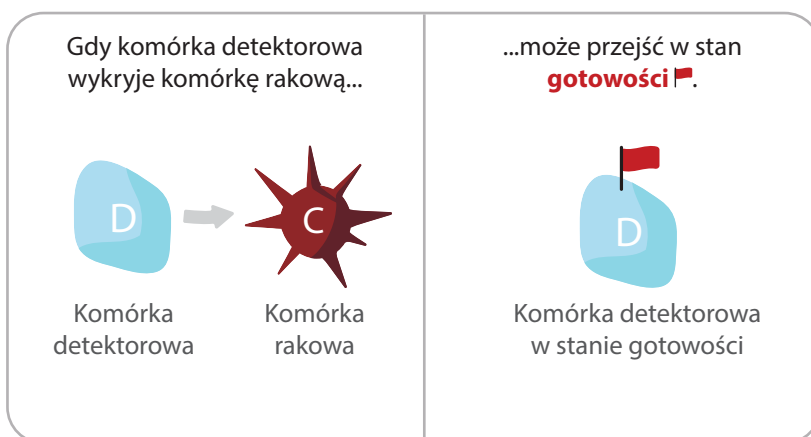 Gdy komórka detektorowa
wykryje komórkę rakową...
D
C
Komórka
detektorowa
Komórka
rakowa
...może przejść w stan
gotowości.
D
Komórka detektorowa
w stanie gotowości